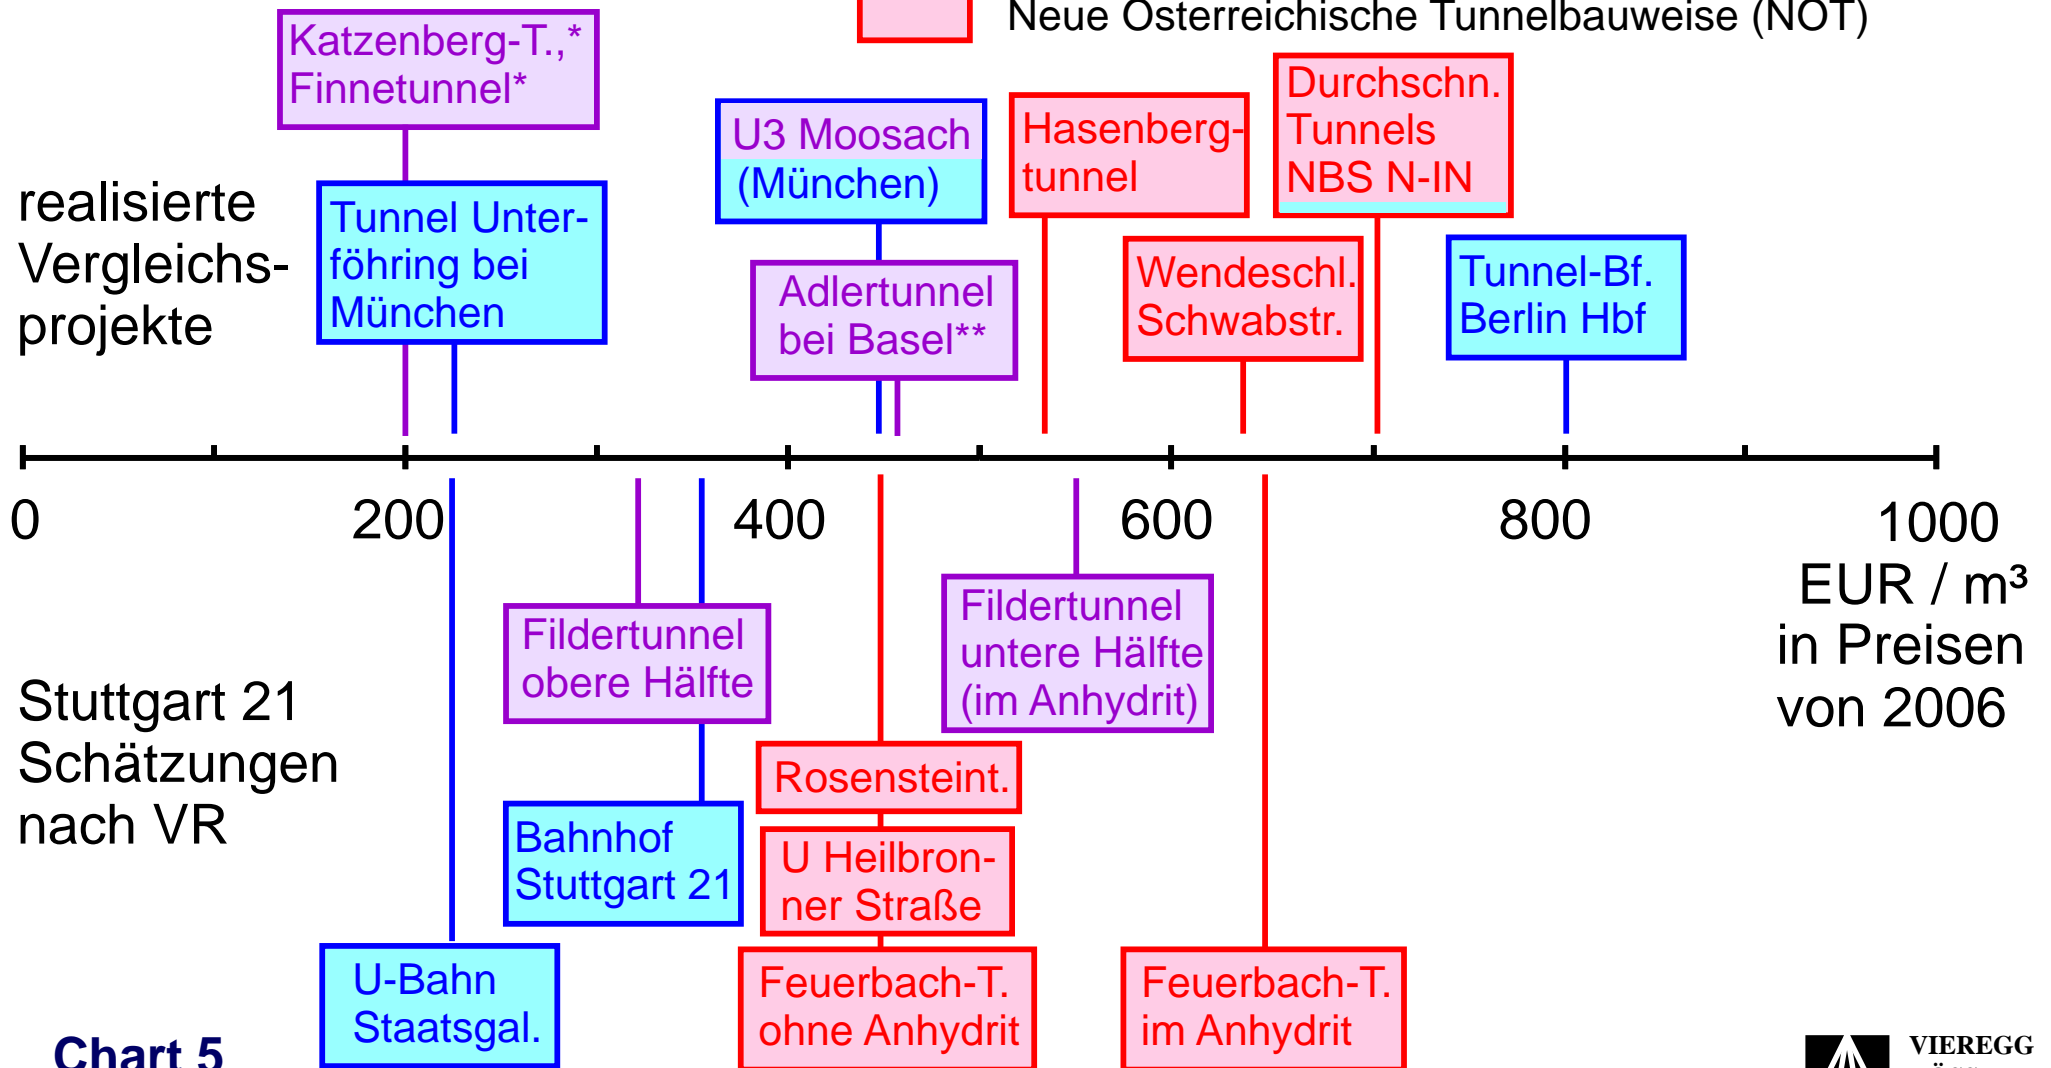 Neue Österreichische Tunnelbauweise (NÖT)
Katzenberg-T.,*
Finnetunnel*
realisierte
Vergleichs-
projekte
Tunnel Unter-
föhring bei
München
U3 Moosach
(München)
Adlertunnel
bei Basel**
Hasenberg-
tunnel
Wendeschl.
Schwabstr.
Durchschn.
Tunnels
NBS N-IN
Tunnel-Bf.
Berlin Hbf
0
200
400
600
800
1000
EUR / m³
in Preisen
von 2006
Stuttgart 21
Schätzungen
nach VR
Fildertunnel
obere Hälfte
Fildertunnel
untere Hälfte
(im Anhydrit)
Rosensteint.
Bahnhof
Stuttgart 21
U Heilbron-
ner Straße
U-Bahn
Staatsgal.
Feuerbach-T.
ohne Anhydrit
Feuerbach-T.
im Anhydrit
Chart 5
VIEREGG